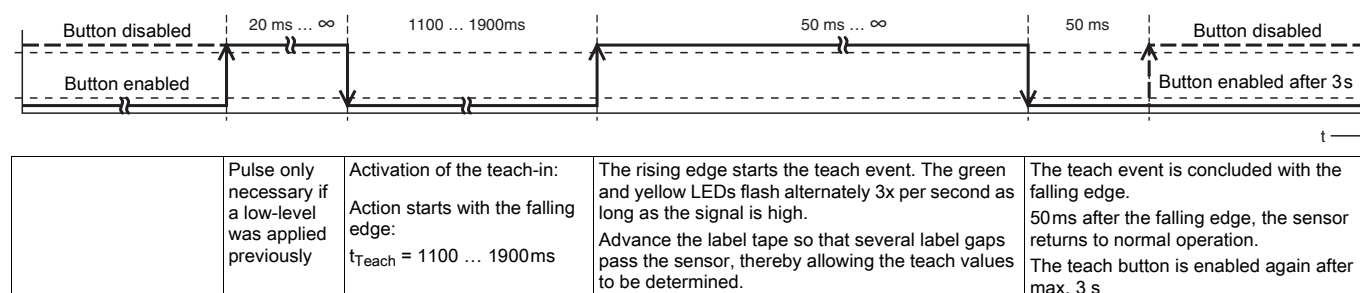 20 ms ... ∞
1100 ... 1900ms
50 ms ... ∞
50 ms
Button disabled
Button disabled
Button enabled
Button enabled after 3s
t
Pulse only
necessary if
a low-level
was applied
previously
Activation of the teach-in:
Action starts with the falling
edge:
tTeach = 1100 … 1900ms
The rising edge starts the teach event. The green
and yellow LEDs flash alternately 3x per second as
long as the signal is high.
Advance the label tape so that several label gaps
pass the sensor, thereby allowing the teach values
to be determined.
The teach event is concluded with the
falling edge.
50ms after the falling edge, the sensor
returns to normal operation.
The teach button is enabled again after
max. 3 s